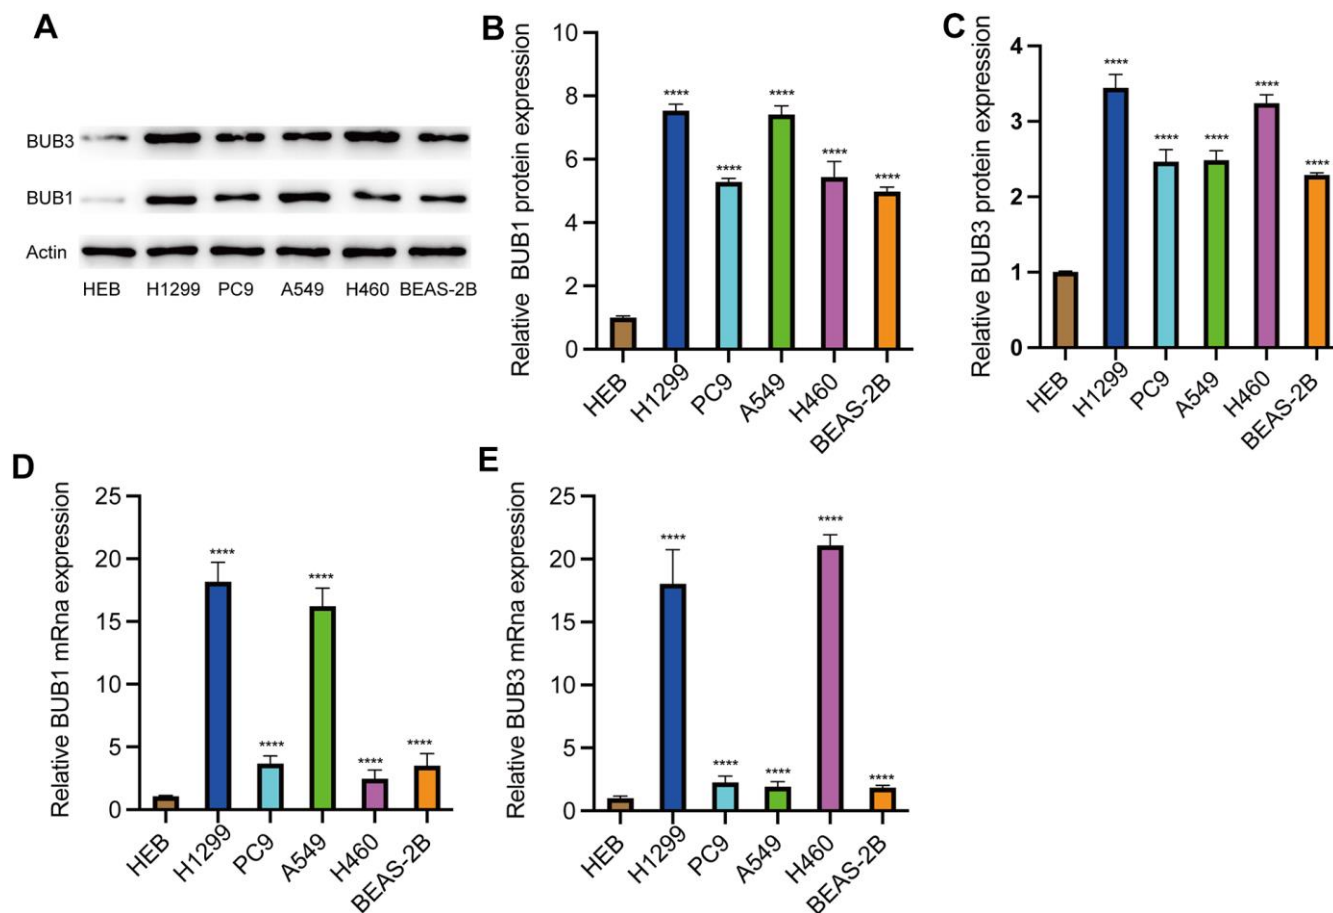 A
BUB3
BUB1
Actin
HEB H1299 PC9 A549 H460 BEAS-2B
B
Relative BUB1 protein expression
10
8
6
4
2
0
****
****
****
****
****
HEB
H1299
PC9
A549
H460
BEAS-2B
C
Relative BUB3 protein expression
4
3
2
1
0
****
****
****
****
****
HEB
H1299
PC9
A549
H460
BEAS-2B
D
Relative BUB1 mRna expression
25
20
15
10
5
0
****
****
****
****
****
HEB
H1299
PC9
A549
H460
BEAS-2B
E
Relative BUB3 mRna expression
25
20
15
10
5
0
****
****
****
****
****
HEB
H1299
PC9
A549
H460
BEAS-2B